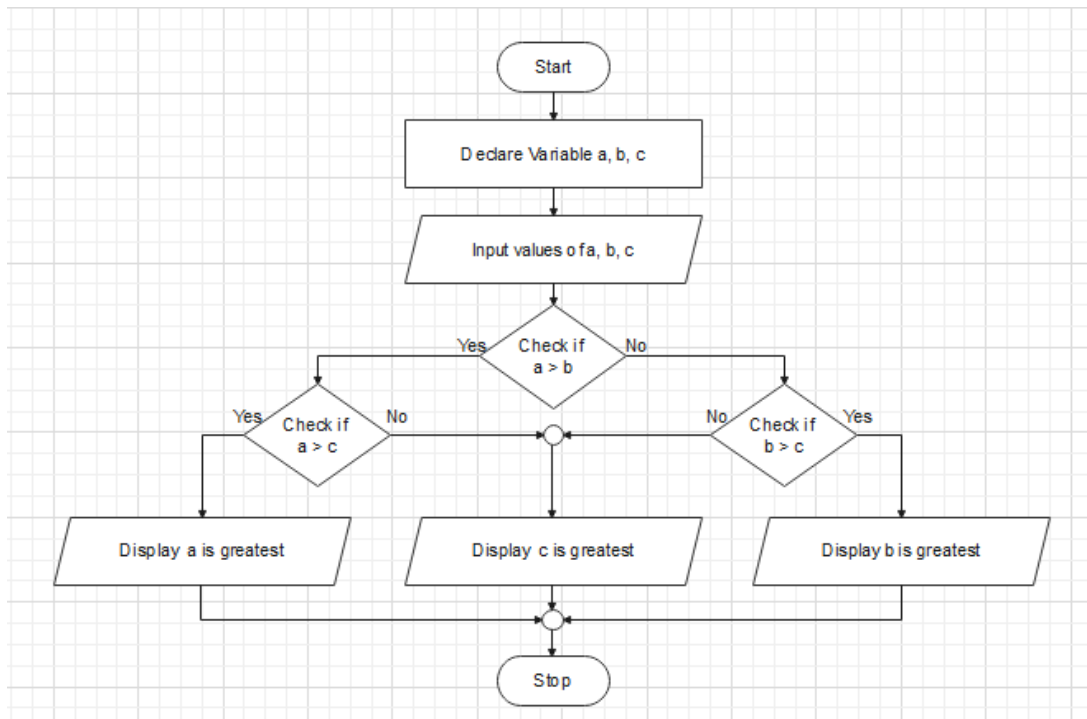 Start
Declare Variable a, b, c
Input values of a, b, c
Yes
Check if
a > b
No
Yes
Check if
a > c
No
No
Check if
b > c
Yes
Display a is greatest
Display c is greatest
Display b is greatest
Stop